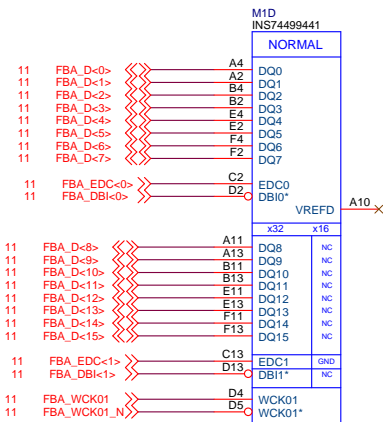 M1D
INS74499441
NORMAL
11 FBA_D<0> A4 DQ0
11 FBA_D<1> A2 DQ1
11 FBA_D<2> B4 DQ2
11 FBA_D<3> B2 DQ3
11 FBA_D<4> E4 DQ4
11 FBA_D<5> E2 DQ5
11 FBA_D<6> F4 DQ6
11 FBA_D<7> F2 DQ7
11 FBA_EDC<0> C2 EDC0
11 FBA_DBI<0> D2 DBI0*
VREFD A10
x32 x16
11 FBA_D<8> A11 DQ8 NC
11 FBA_D<9> A13 DQ9 NC
11 FBA_D<10> B11 DQ10 NC
11 FBA_D<11> B13 DQ11 NC
11 FBA_D<12> E11 DQ12 NC
11 FBA_D<13> E13 DQ13 NC
11 FBA_D<14> F11 DQ14 NC
11 FBA_D<15> F13 DQ15 NC
11 FBA_EDC<1> C13 EDC1 GND
11 FBA_DBI<1> D13 DBI1* NC
11 FBA_WCK01 D4 WCK01
11 FBA_WCK01_N D5 WCK01*